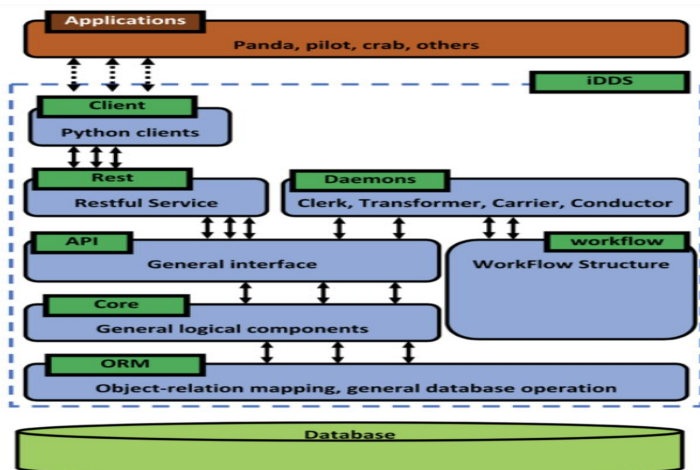 Applications
Panda, pilot, crab, others
iDDS
Client
Python clients
Rest
Restful Service
Daemons
Clerk, Transformer, Carrier, Conductor
API
General interface
workflow
WorkFlow Structure
Core
General logical components
ORM
Object-relation mapping, general database operation
Database